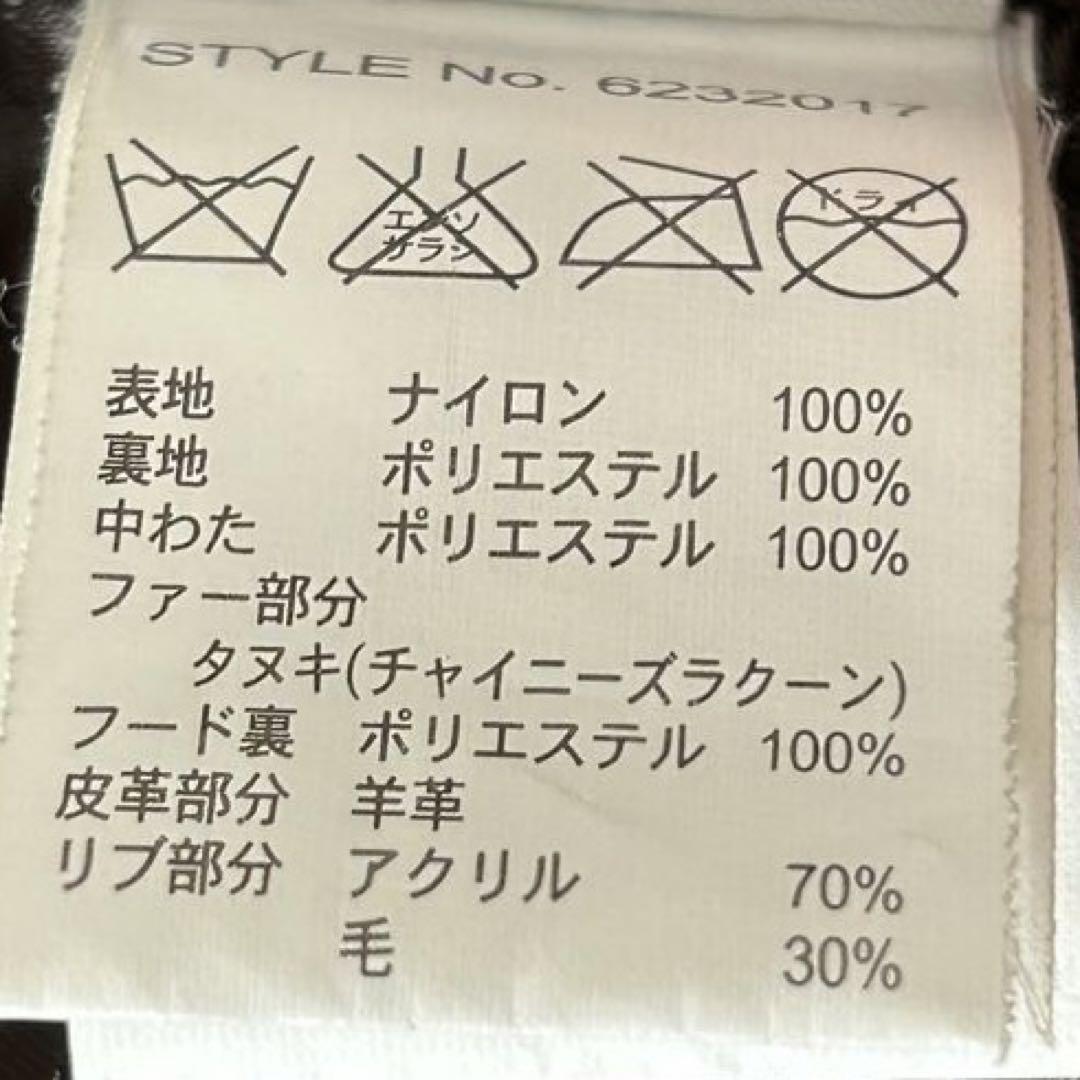 STYLE No. 6232017
エンソ
サラシ
ドライ
表地 ナイロン 100%
裏地 ポリエステル 100%
中わた ポリエステル 100%
ファー部分
タヌキ(チャイニーズラクーン)
フード裏 ポリエステル 100%
皮革部分 羊革
リブ部分 アクリル 70%
毛 30%